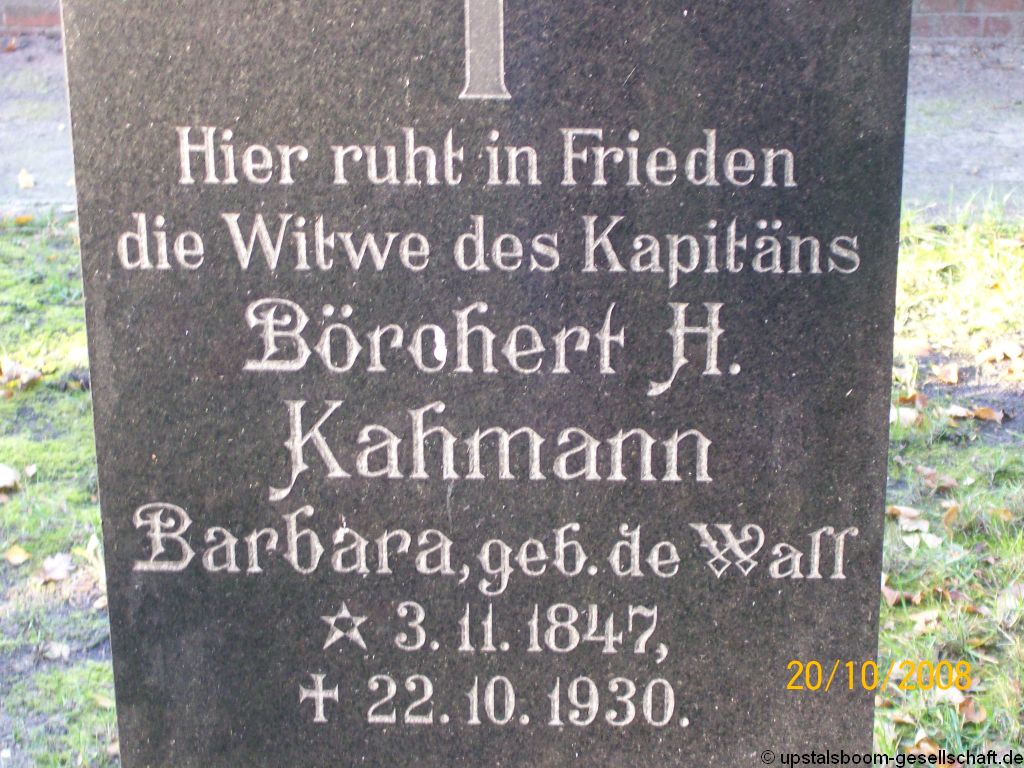 Hier ruht in Frieden
die Witwe des Kapitäns
Börchert H.
Kahmann
Barbara, geb. de Wall
☆ 3. 11. 1847,
† 22. 10. 1930.
20/10/2008
© upstalsboom-gesellschaft.de